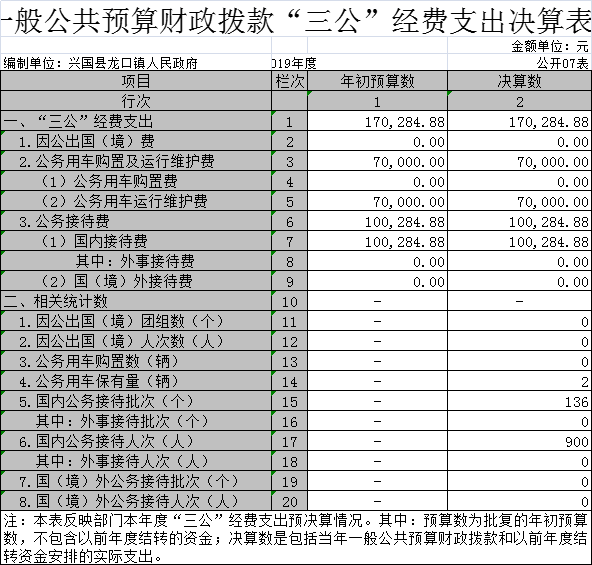 一般公共预算财政拨款“三公”经费支出决算表
金额单位：元
编制单位：兴国县龙口镇人民政府 019年度 公开07表
项目 栏次 年初预算数 决算数
行次 1 2
一、“三公”经费支出 1 170,284.88 170,284.88
1.因公出国（境）费 2 0.00 0.00
2.公务用车购置及运行维护费 3 70,000.00 70,000.00
（1）公务用车购置费 4 0.00 0.00
（2）公务用车运行维护费 5 70,000.00 70,000.00
3.公务接待费 6 100,284.88 100,284.88
（1）国内接待费 7 100,284.88 100,284.88
其中：外事接待费 8 0.00 0.00
（2）国（境）外接待费 9 0.00 0.00
二、相关统计数 10 － －
1.因公出国（境）团组数（个） 11 － 0
2.因公出国（境）人次数（人） 12 － 0
3.公务用车购置数（辆） 13 － 0
4.公务用车保有量（辆） 14 － 2
5.国内公务接待批次（个） 15 － 136
其中：外事接待批次（个） 16 － 0
6.国内公务接待人次（人） 17 － 900
其中：外事接待人次（人） 18 － 0
7.国（境）外公务接待批次（个） 19 － 0
8.国（境）外公务接待人次（人） 20 － 0
注：本表反映部门本年度“三公”经费支出预决算情况。其中：预算数为批复的年初预算
数，不包含以前年度结转的资金；决算数是包括当年一般公共预算财政拨款和以前年度结
转资金安排的实际支出。